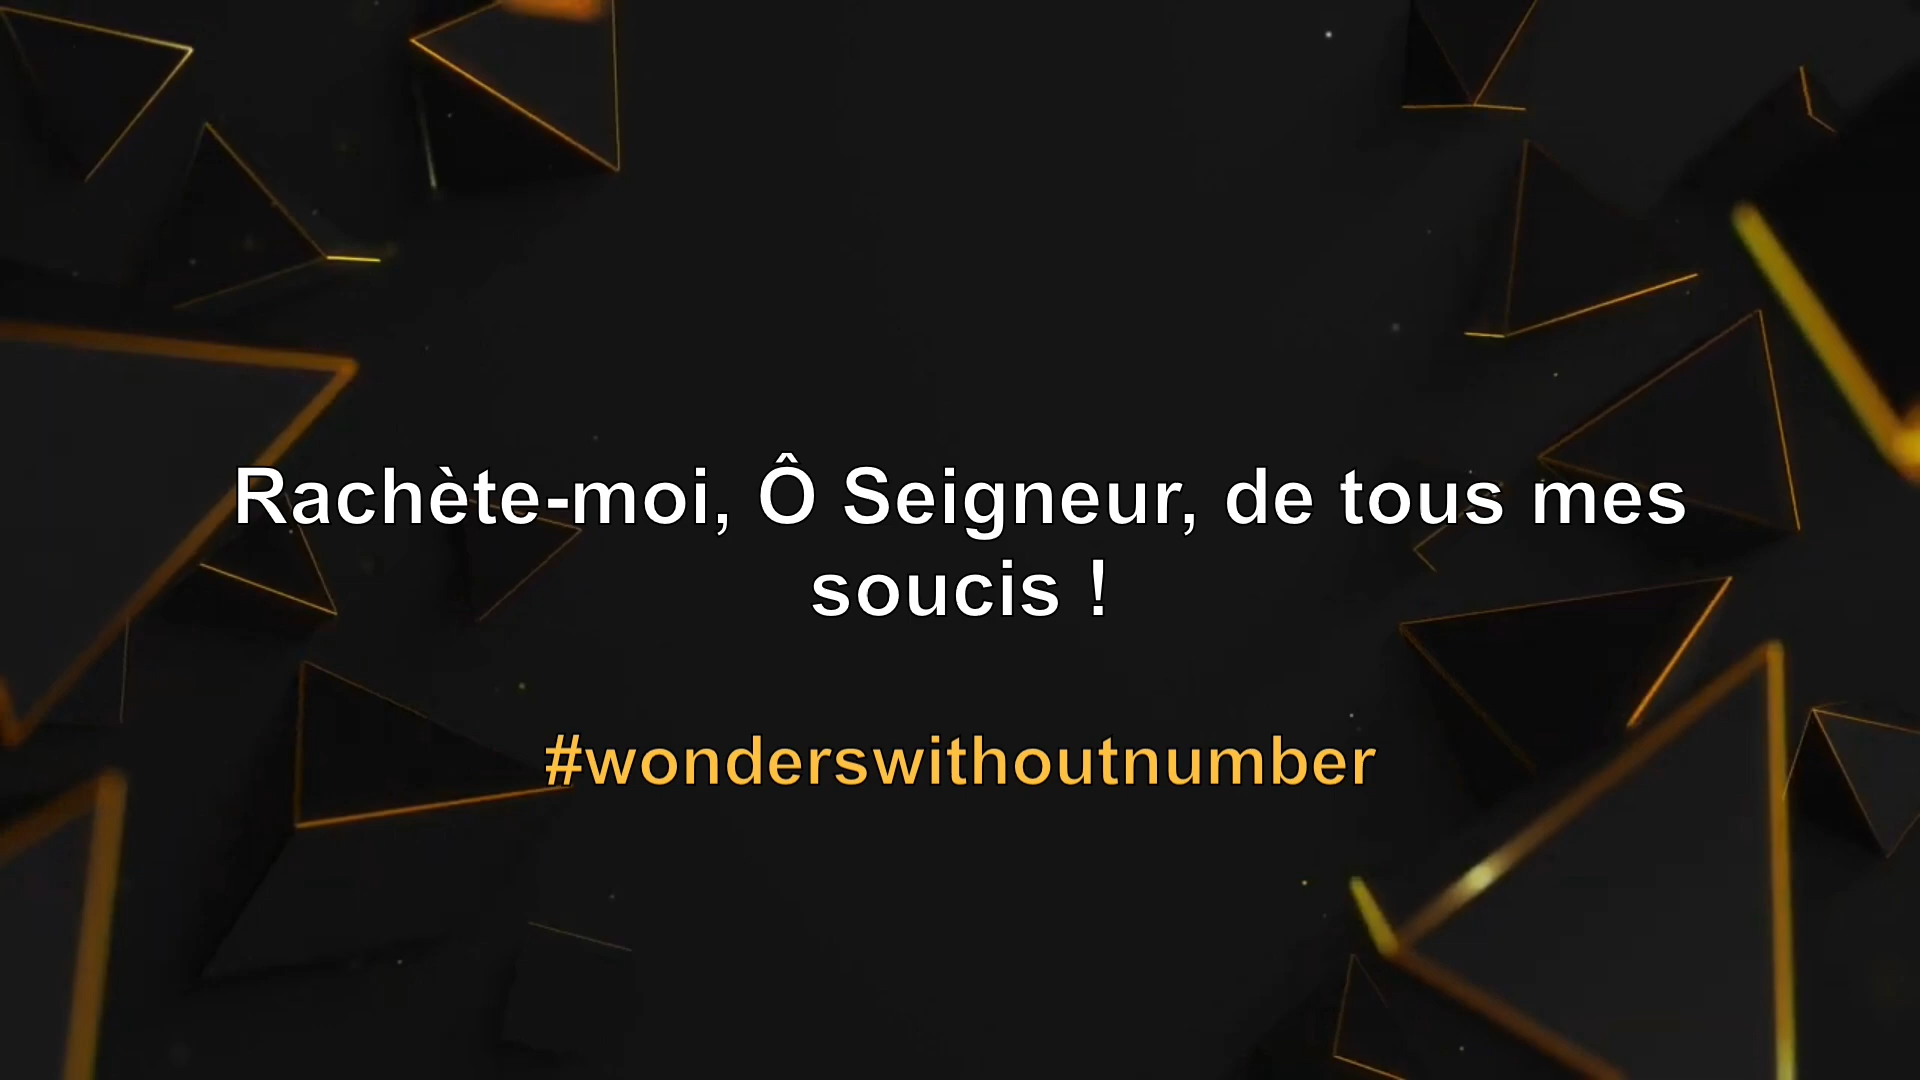 Rachète-moi, Ô Seigneur, de tous mes
soucis !
#wonderswithoutnumber